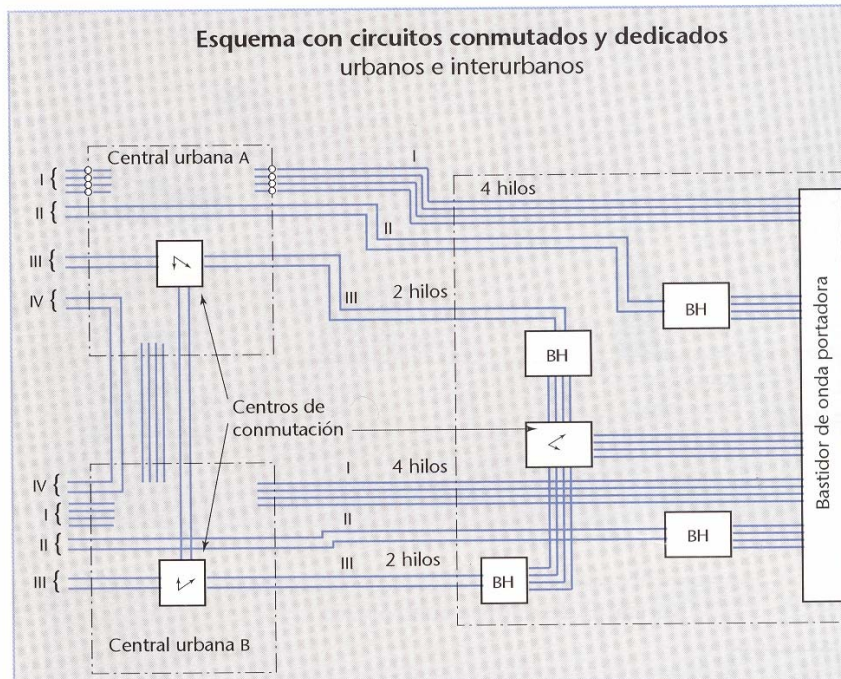 Esquema con circuitos conmutados y dedicados
urbanos e interurbanos
Central urbana A
I
4 hilos
I {
II {
II
III {
III
2 hilos
IV {
BH
BH
Centros de
conmutación
Bastidor de onda portadora
I
4 hilos
IV {
I {
II
II {
BH
III
2 hilos
III {
BH
Central urbana B